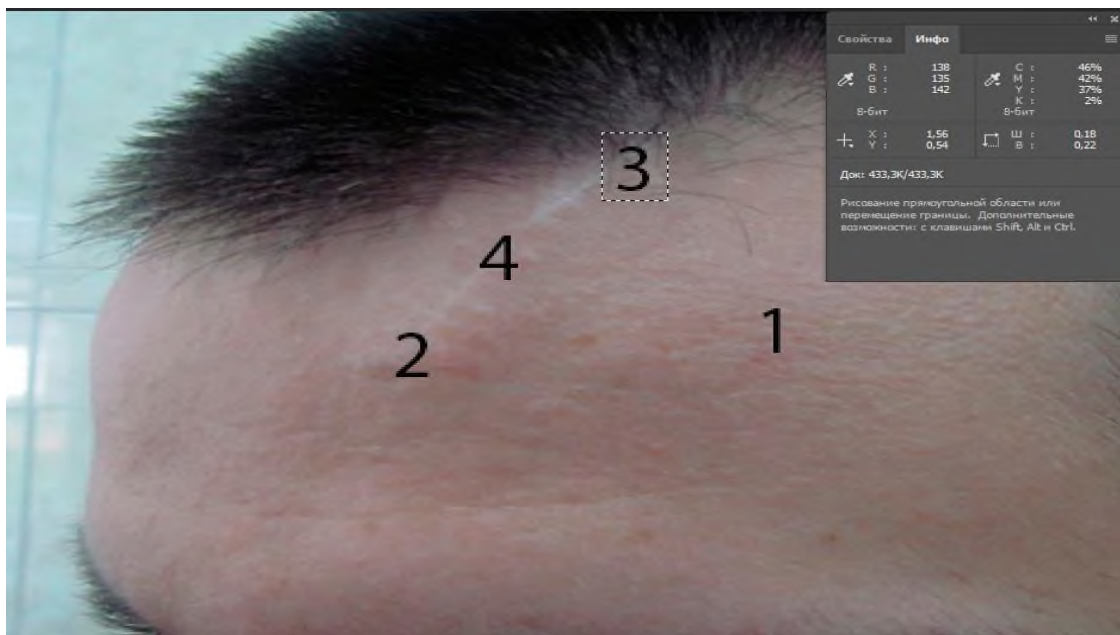 Свойства Инфо
R : 138 C : 46%
G : 135 M : 42%
B : 142 Y : 37%
K : 2%
8-бит 8-бит
X : 1,56 Ш : 0,18
Y : 0,54 В : 0,22
Док: 433,3K/433,3K
Рисование прямоугольной области или
перемещение границы. Дополнительные
возможности: с клавишами Shift, Alt и Ctrl.
3
4
1
2